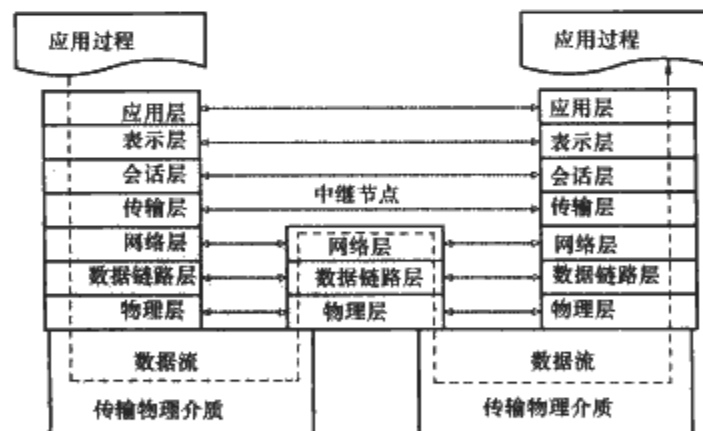 应用过程 应用过程
应用层 应用层
表示层 表示层
会话层 会话层
中继节点
传输层 传输层
网络层 网络层 网络层
数据链路层 数据链路层 数据链路层
物理层 物理层 物理层
数据流 数据流
传输物理介质 传输物理介质